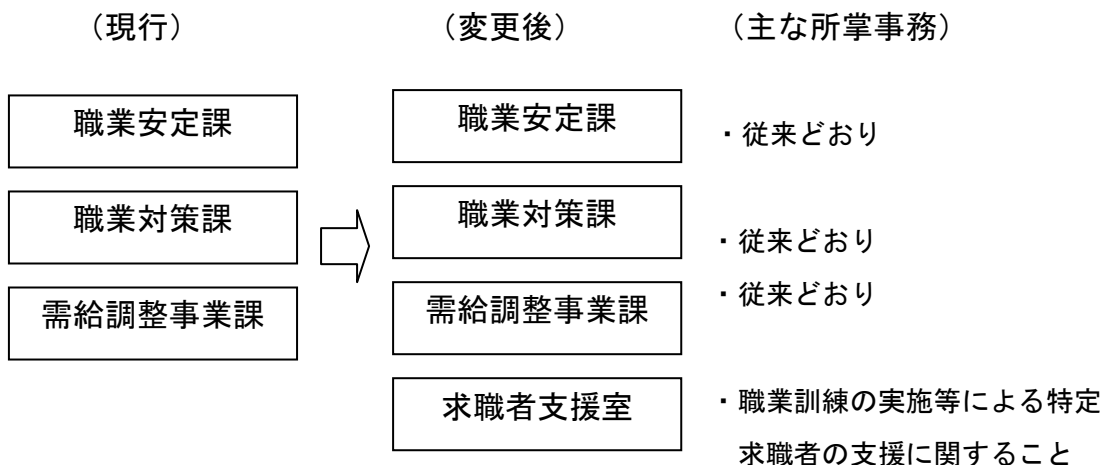 （現行）　（変更後）　（主な所掌事務）
職業安定課　職業安定課　・従来どおり
職業対策課　職業対策課　・従来どおり
需給調整事業課　需給調整事業課　・従来どおり
求職者支援室　・職業訓練の実施等による特定
求職者の支援に関すること